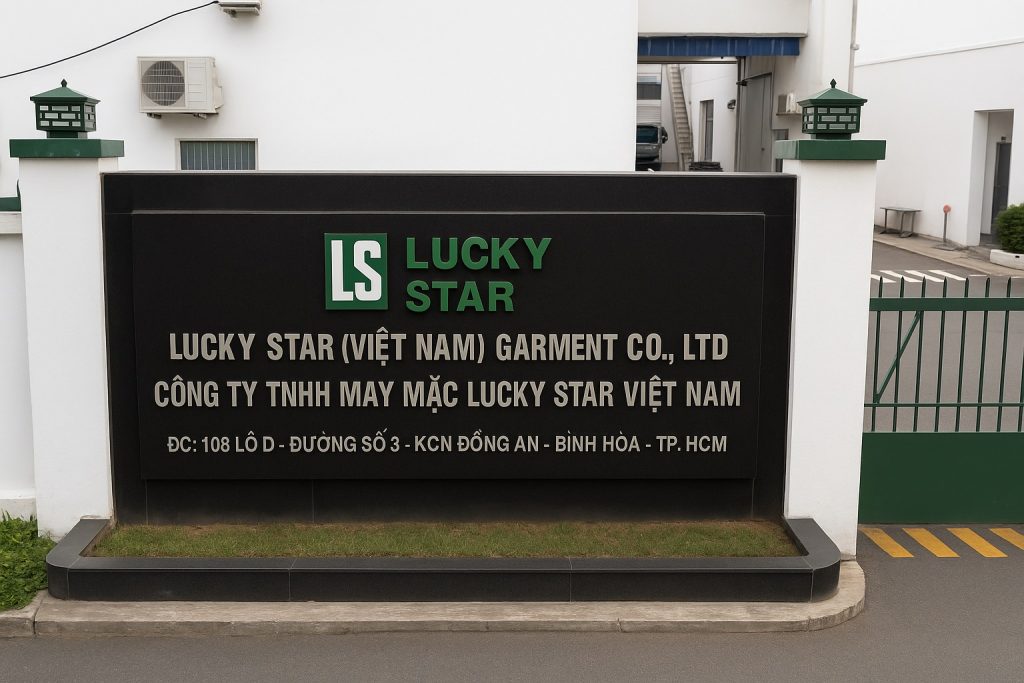 LS
LUCKY
STAR
LUCKY STAR (VIỆT NAM) GARMENT CO., LTD
CÔNG TY TNHH MAY MẶC LUCKY STAR VIỆT NAM
ĐC: 108 LÔ D - ĐƯỜNG SỐ 3 - KCN ĐỒNG AN - BÌNH HÒA - TP. HCM